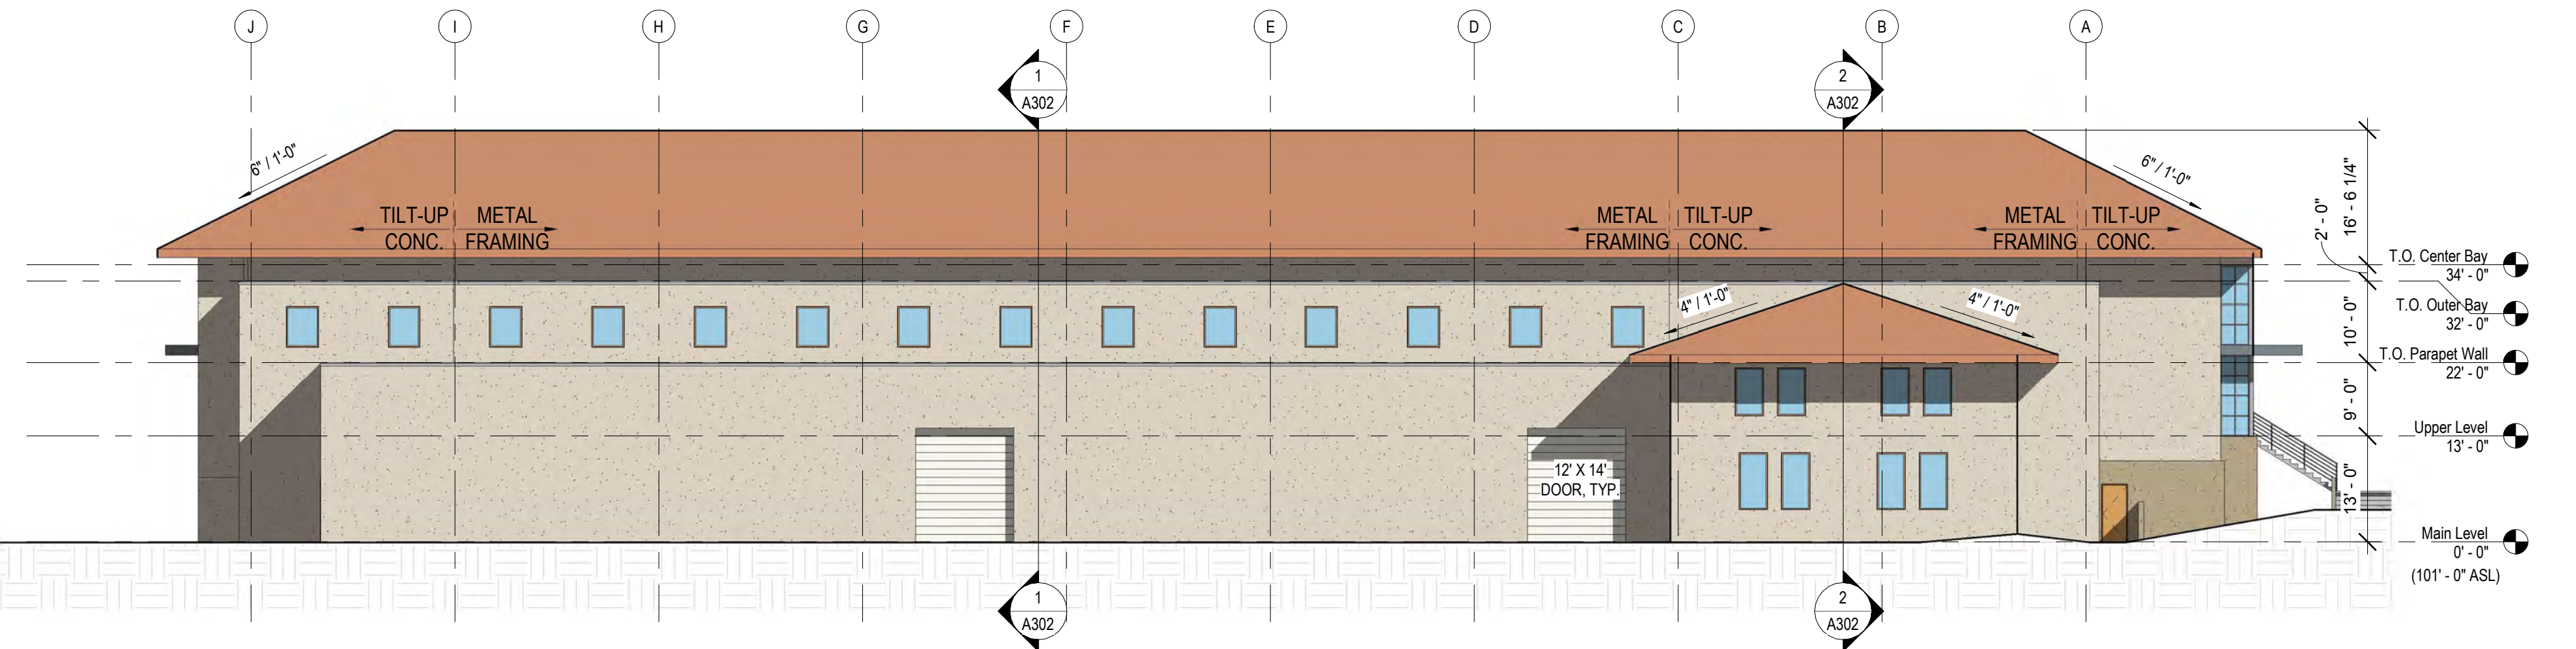 J
I
H
G
F
E
D
C
B
A
1
A302
2
A302
6" / 1'-0"
6" / 1'-0"
TILT-UP
CONC.
METAL
FRAMING
METAL
FRAMING
TILT-UP
CONC.
METAL
FRAMING
TILT-UP
CONC.
16' - 6 1/4"
2' - 0"
T.O. Center Bay
34' - 0"
4" / 1'-0"
4" / 1'-0"
10' - 0"
T.O. Outer Bay
32' - 0"
T.O. Parapet Wall
22' - 0"
9' - 0"
Upper Level
13' - 0"
12' X 14'
DOOR, TYP.
13' - 0"
Main Level
0' - 0"
(101' - 0" ASL)
1
A302
2
A302